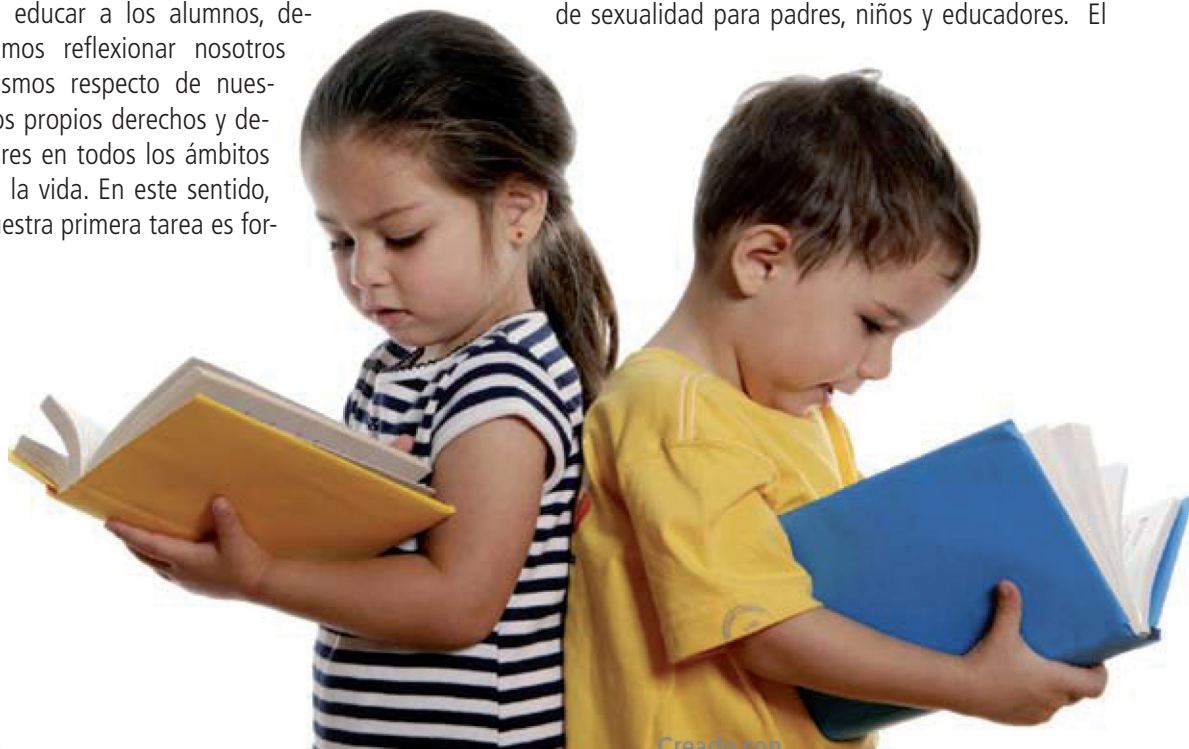 educar a los alumnos, de-
mos reflexionar nosotros
smos respecto de nues-
os propios derechos y de-
res en todos los ámbitos
la vida. En este sentido,
estra primera tarea es for-
de sexualidad para padres, niños y educadores. El
Creado con